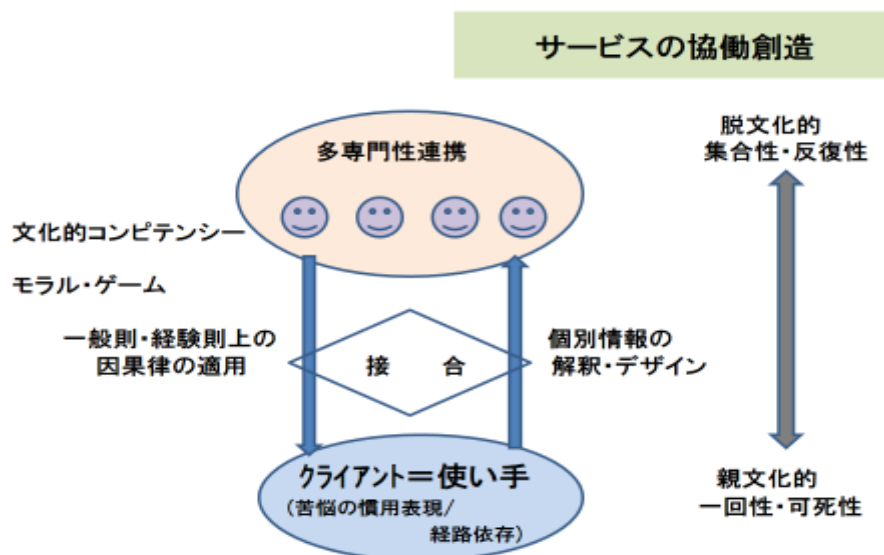 サービスの協働創造
多専門性連携
脱文化的
集合性・反復性
文化的コンピテンシー
モラル・ゲーム
一般則・経験則上の
因果律の適用
接 合
個別情報の
解釈・デザイン
クライアント＝使い手
(苦悩の慣用表現/
経路依存)
親文化的
一回性・可死性